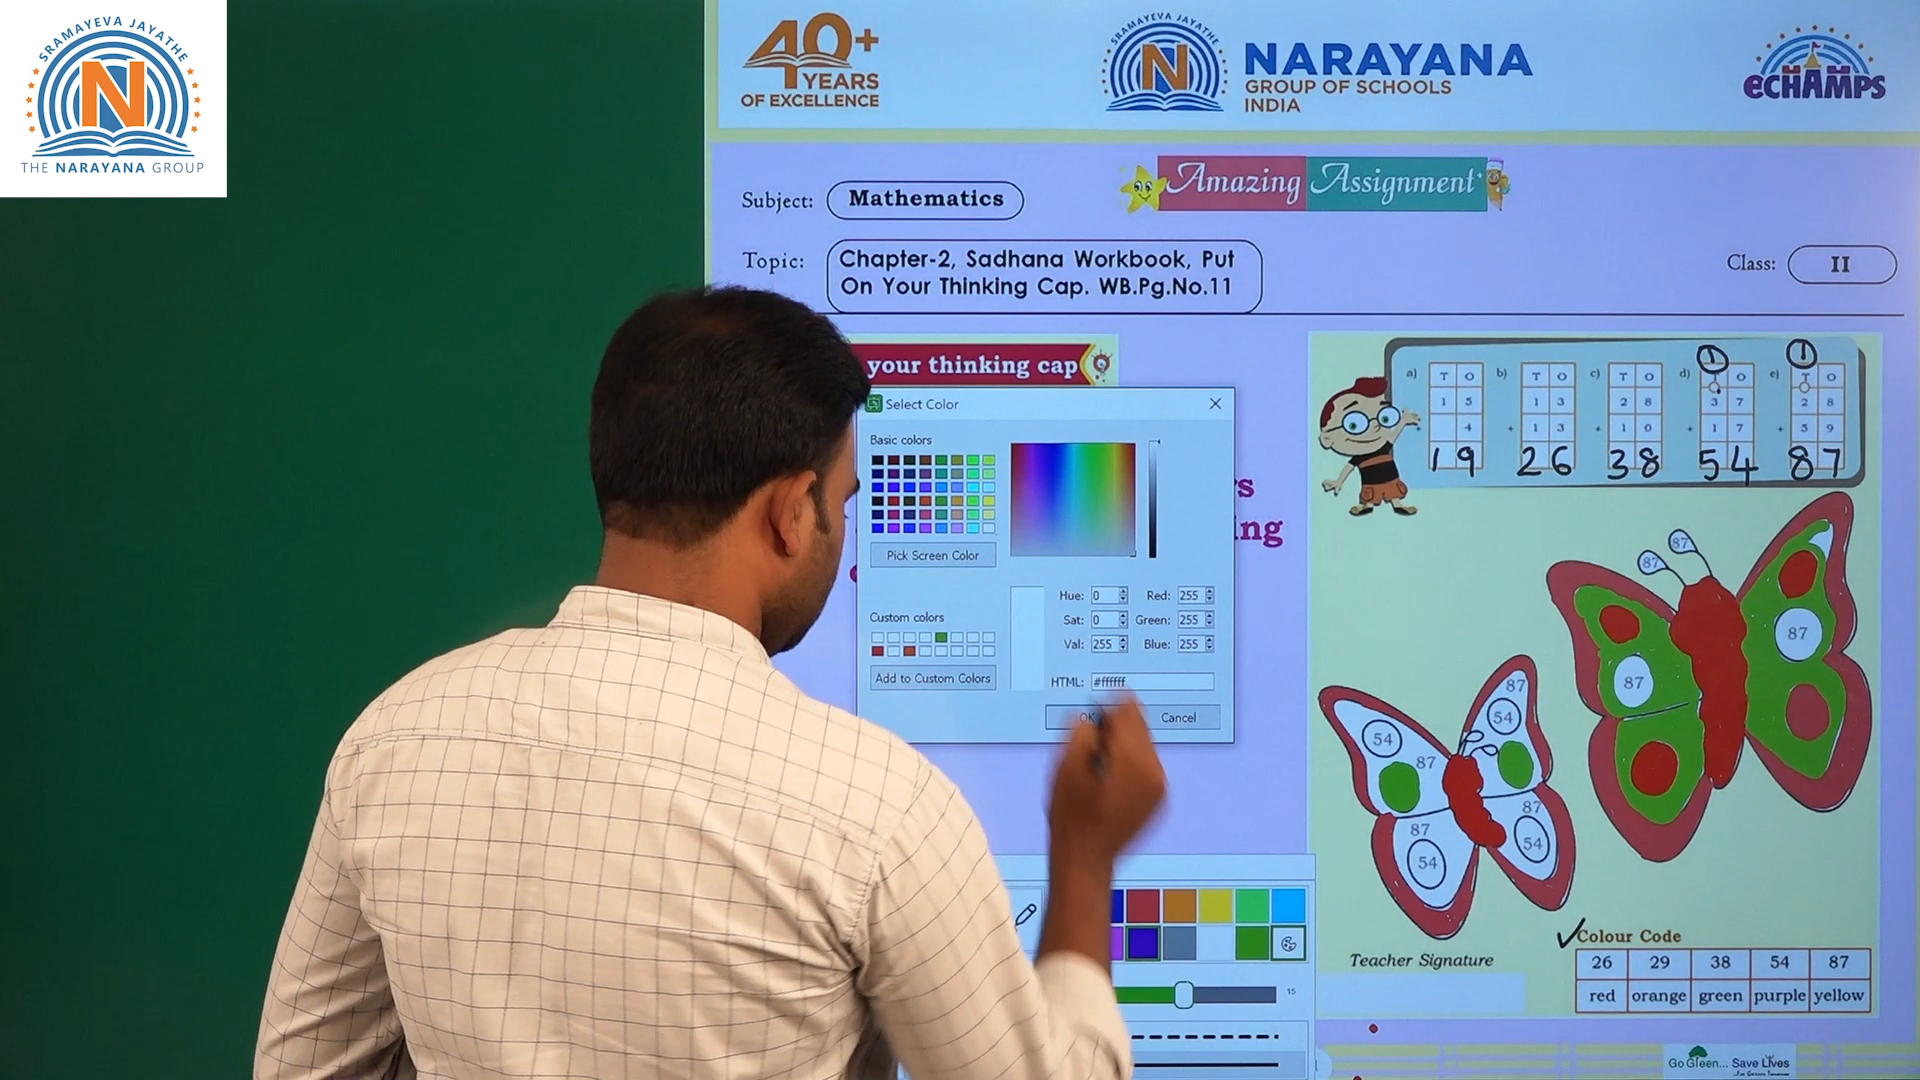 SRAMAYEVA JAYATHE
N
THE NARAYANA GROUP
40+
YEARS
OF EXCELLENCE
SRAMAYEVA JAYATHE
N
NARAYANA
GROUP OF SCHOOLS
INDIA
eCHAMPS
Amazing Assignment
Subject: Mathematics
Topic: Chapter-2, Sadhana Workbook, Put
On Your Thinking Cap. WB.Pg.No.11
Class: II
your thinking cap
a) T O
1 5
4
19
b) T O
1 3
+ 1 3
26
c) T O
2 8
+ 1 0
38
d) 1
T O
3 7
+ 1 7
54
e) 1
T O
2 8
+ 5 9
87
Select Color
Basic colors
Pick Screen Color
Custom colors
Add to Custom Colors
Hue: 0 Red: 255
Sat: 0 Green: 255
Val: 255 Blue: 255
HTML: #ffffff
OK Cancel
s
ing
87
87
87
87
87
54
54
87
87
87
54
54
15
Teacher Signature
✓Colour Code
26 29 38 54 87
red orange green purple yellow
Go Green... Save Lives